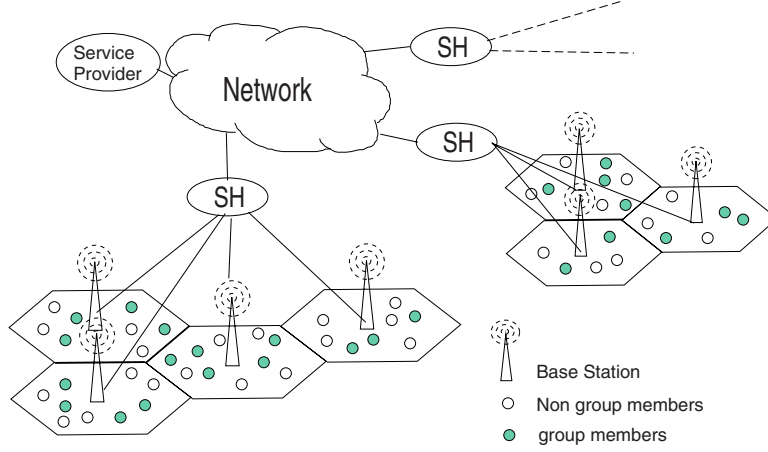 Service
Provider
Network
SH
SH
SH
Base Station
Non group members
group members